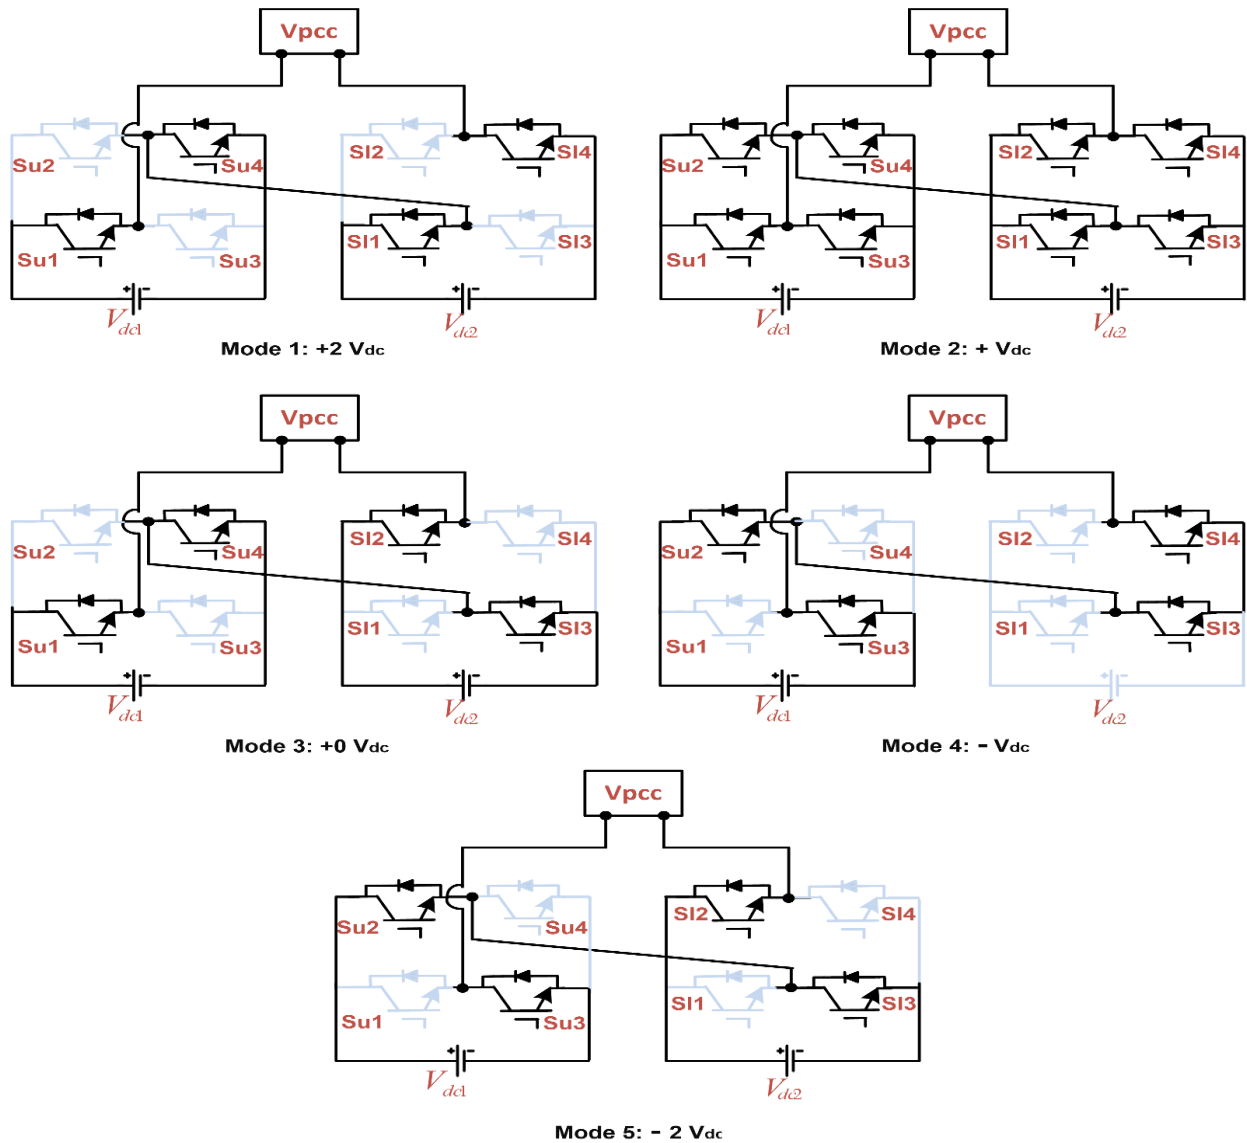 Vpcc
Su2
Su4
Sl2
Sl4
Su1
Su3
Sl1
Sl3
+ -
+ -
Vdc1
Vdc2
Mode 1: +2 Vdc
Vpcc
Su2
Su4
Sl2
Sl4
Su1
Su3
Sl1
Sl3
+ -
+ -
Vdc1
Vdc2
Mode 2: + Vdc
Vpcc
Su2
Su4
Sl2
Sl4
Su1
Su3
Sl1
Sl3
+ -
+ -
Vdc1
Vdc2
Mode 3: +0 Vdc
Vpcc
Su2
Su4
Sl2
Sl4
Su1
Su3
Sl1
Sl3
+ -
+ -
Vdc1
Vdc2
Mode 4: - Vdc
Vpcc
Su2
Su4
Sl2
Sl4
Su1
Su3
Sl1
Sl3
+ -
+ -
Vdc1
Vdc2
Mode 5: - 2 Vdc